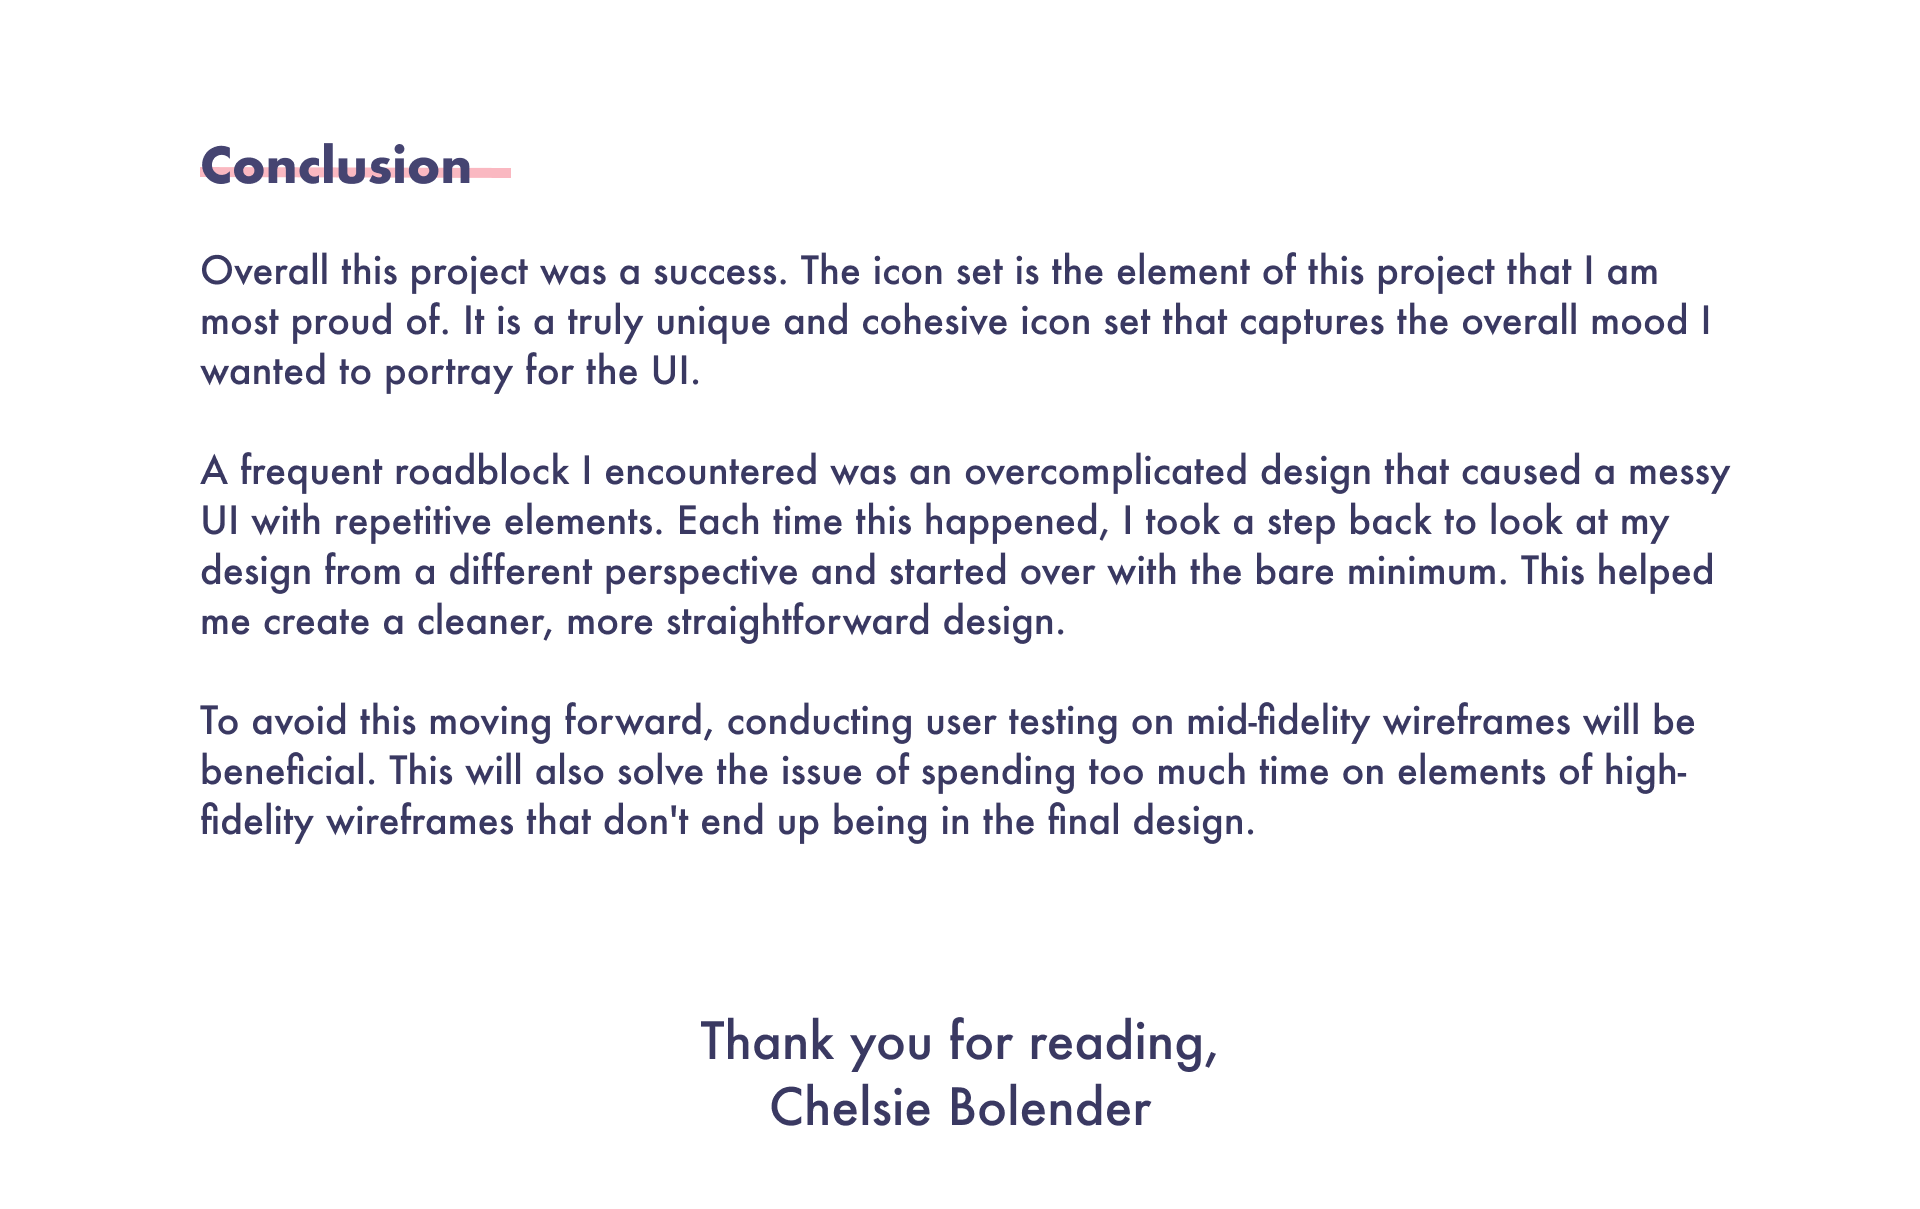 Conclusion
Overall this project was a success. The icon set is the element of this project that I am
most proud of. It is a truly unique and cohesive icon set that captures the overall mood I
wanted to portray for the UI.
A frequent roadblock I encountered was an overcomplicated design that caused a messy
UI with repetitive elements. Each time this happened, I took a step back to look at my
design from a different perspective and started over with the bare minimum. This helped
me create a cleaner, more straightforward design.
To avoid this moving forward, conducting user testing on mid-fidelity wireframes will be
beneficial. This will also solve the issue of spending too much time on elements of high-
fidelity wireframes that don't end up being in the final design.
Thank you for reading,
Chelsie Bolender